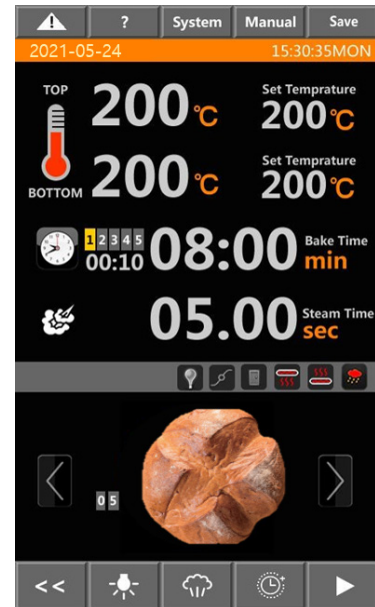 ? System Manual Save
2021-05-24 15:30:35MON
TOP
200 °C
Set Temprature
200 °C
BOTTOM
200 °C
Set Temprature
200 °C
1 2 3 4 5
00:10
08:00
Bake Time
min
05.00
Steam Time
sec
0 5
<<